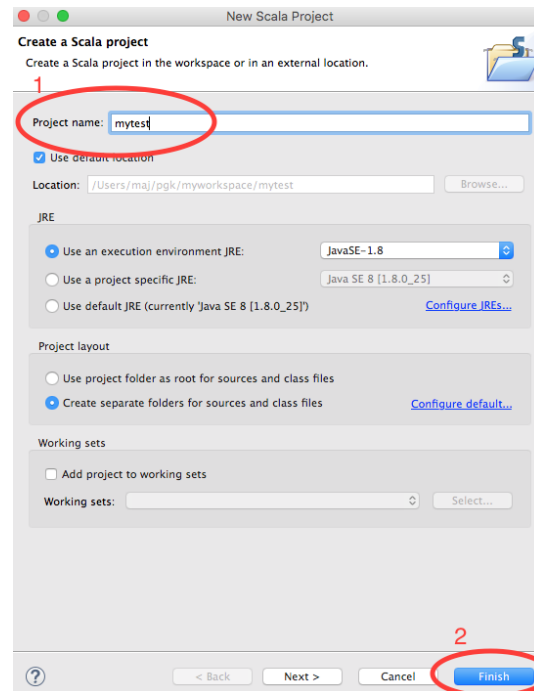 New Scala Project
Create a Scala project
Create a Scala project in the workspace or in an external location.
1
Project name: mytest
Use default location
Location: /Users/maj/pgk/myworkspace/mytest Browse...
JRE
Use an execution environment JRE: JavaSE-1.8
Use a project specific JRE: Java SE 8 [1.8.0_25]
Use default JRE (currently 'Java SE 8 [1.8.0_25]') Configure JREs...
Project layout
Use project folder as root for sources and class files
Create separate folders for sources and class files Configure default...
Working sets
Add project to working sets
Working sets: Select...
2
? < Back Next > Cancel Finish